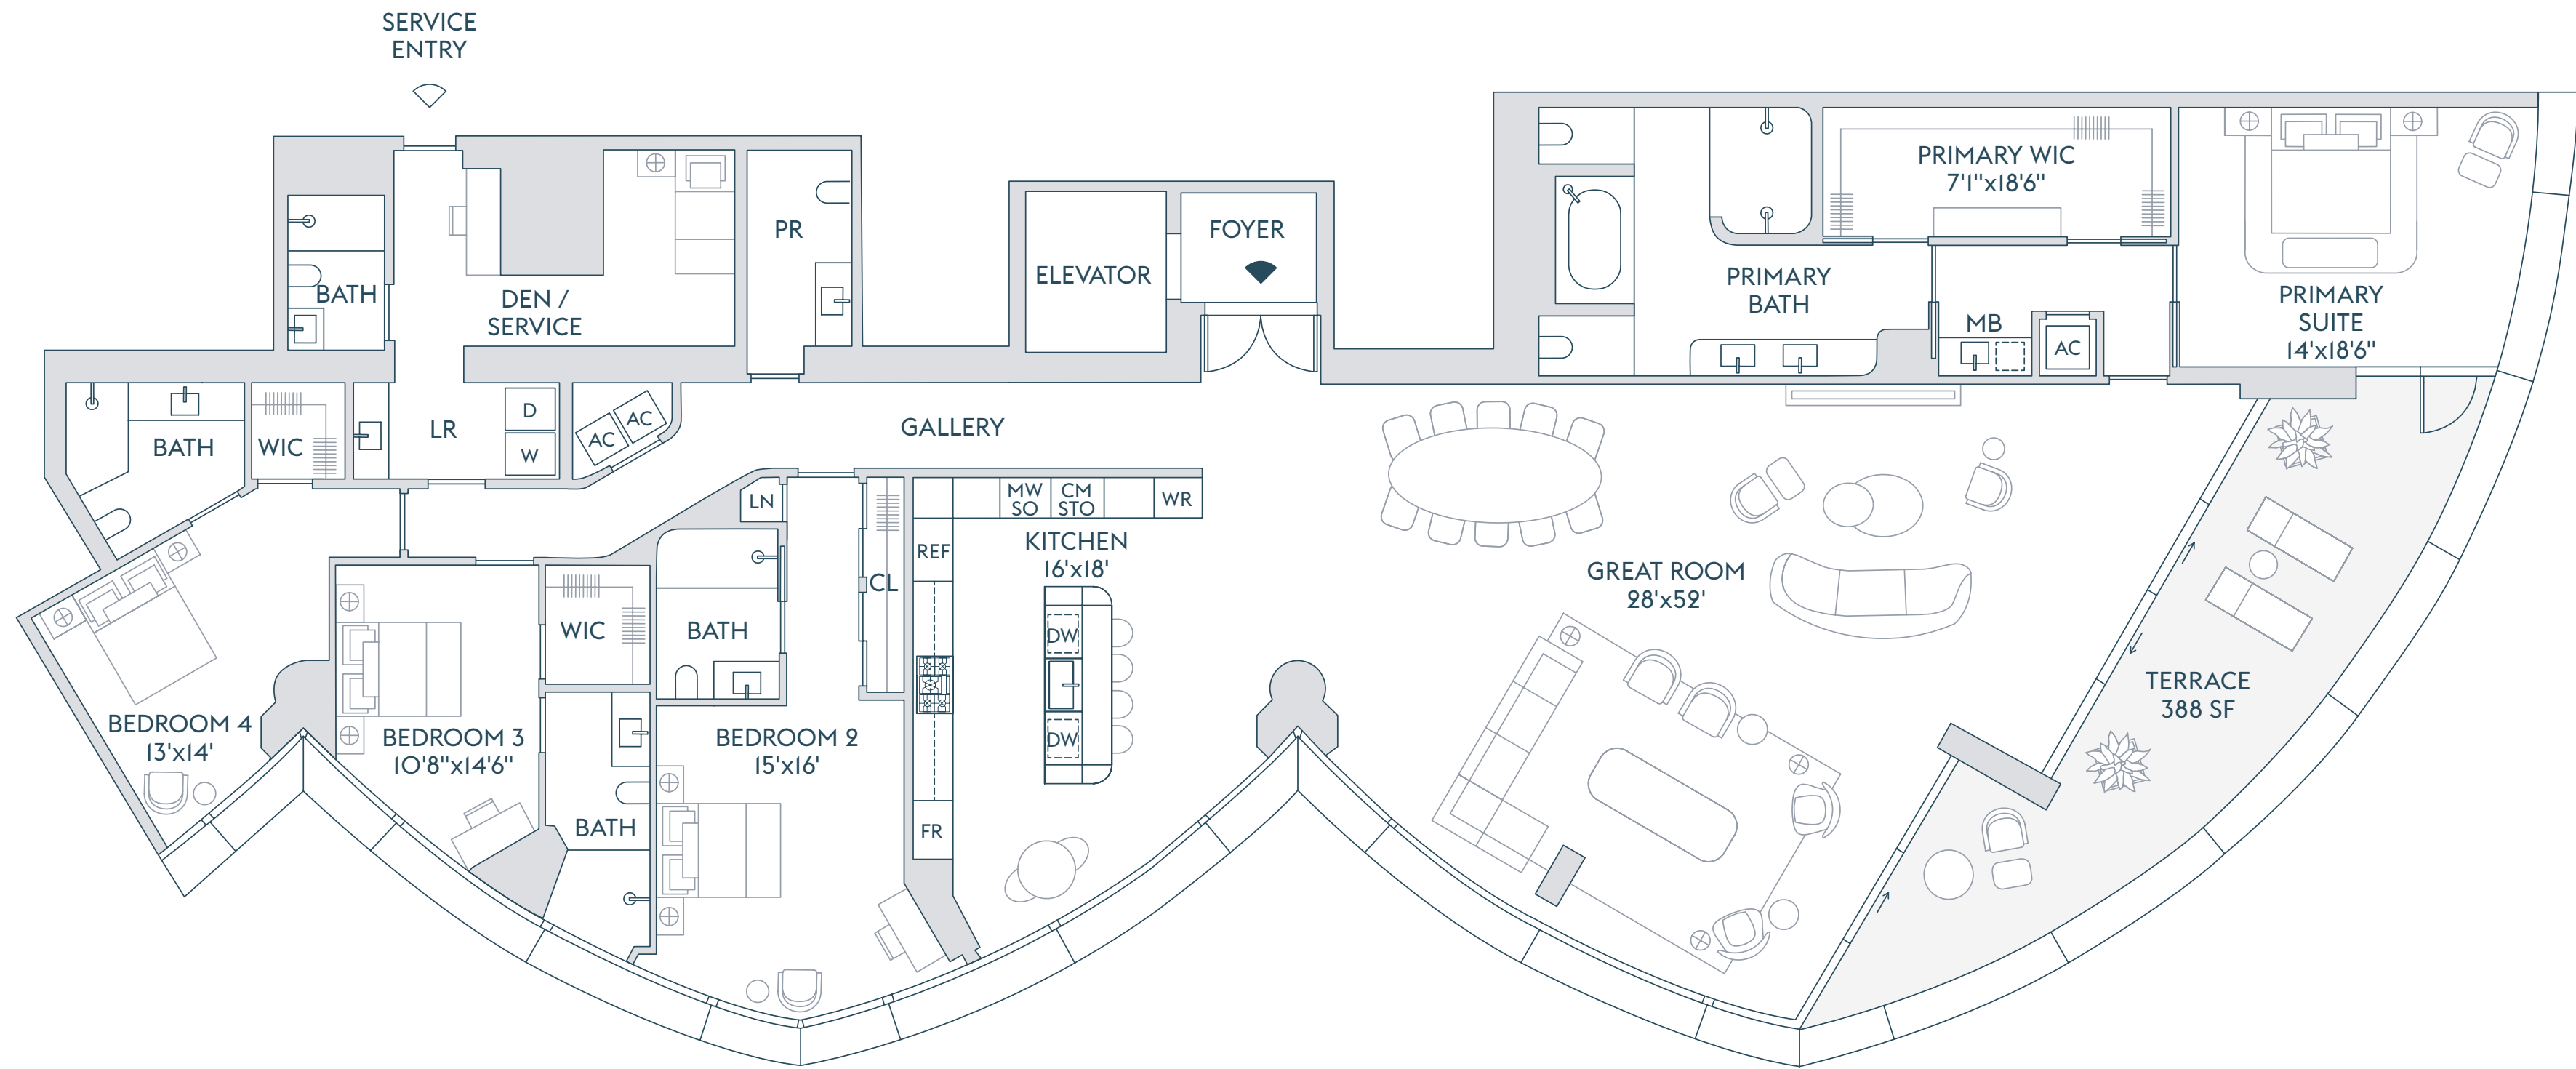 SERVICE
ENTRY
BATH
DEN /
SERVICE
PR
ELEVATOR
FOYER
PRIMARY
BATH
PRIMARY WIC
7'1"x18'6"
MB
AC
PRIMARY
SUITE
14'x18'6"
BATH
WIC
LR
D
W
AC
AC
GALLERY
LN
CL
REF
MW
SO
CM
STO
WR
KITCHEN
16'x18'
DW
DW
FR
GREAT ROOM
28'x52'
TERRACE
388 SF
BEDROOM 4
13'x14'
BEDROOM 3
10'8"x14'6"
WIC
BATH
BATH
BEDROOM 2
15'x16'